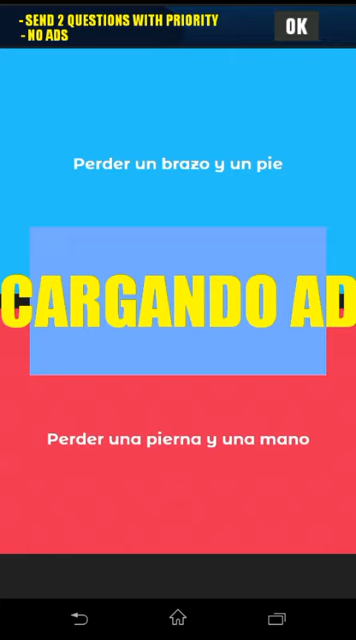 - SEND 2 QUESTIONS WITH PRIORITY
- NO ADS
OK
Perder un brazo y un pie
CARGANDO AD
Perder una pierna y una mano